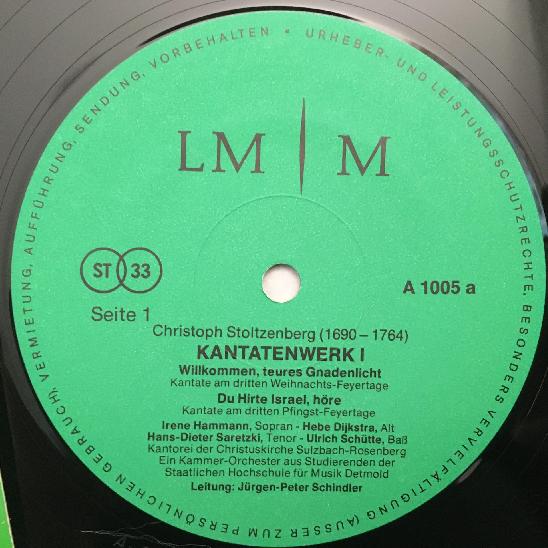 URHEBER- UND LEISTUNGSSCHUTZRECHTE, BESONDERS VERVIELFÄLTIGUNG (AUSSER ZUM PERSÖNLICHEN GEBRAUCH), VERMIETUNG, AUFFÜHRUNG, SENDUNG, VORBEHALTEN •
LM M
ST 33
A 1005 a
Seite 1
Christoph Stoltzenberg (1690 – 1764)
KANTATENWERK I
Willkommen, teures Gnadenlicht
Kantate am dritten Weihnachts-Feyertage
Du Hirte Israel, höre
Kantate am dritten Pfingst-Feyertage
Irene Hammann, Sopran - Hebe Dijkstra, Alt
Hans-Dieter Saretzki, Tenor - Ulrich Schütte, Baß
Kantorei der Christuskirche Sulzbach-Rosenberg
Ein Kammer-Orchester aus Studierenden der
Staatlichen Hochschule für Musik Detmold
Leitung: Jürgen-Peter Schindler